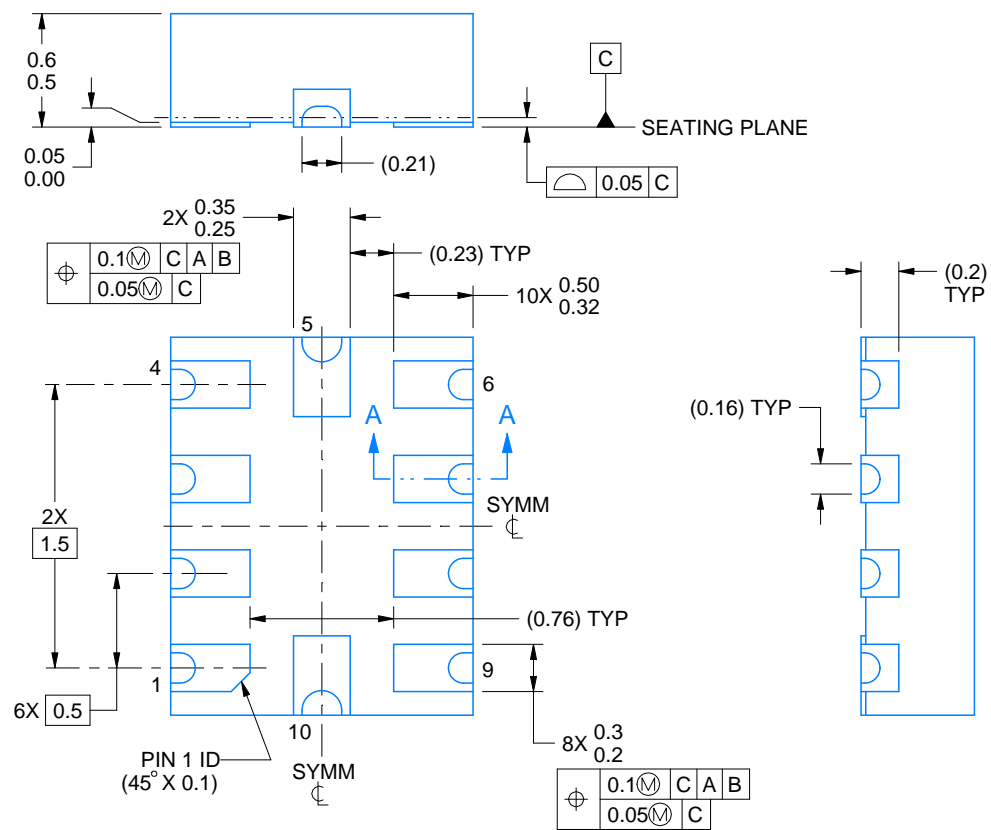 0.6
0.5
C
SEATING PLANE
0.05
0.00
(0.21)
0.05 C
2X 0.35
0.25
0.1Ⓜ C A B
0.05Ⓜ C
(0.23) TYP
10X 0.50
0.32
(0.2)
TYP
5
4
6
A A
(0.16) TYP
SYMM
℄
2X
1.5
(0.76) TYP
1
9
6X 0.5
10
8X 0.3
0.2
PIN 1 ID
(45° X 0.1)
SYMM
℄
0.1Ⓜ C A B
0.05Ⓜ C